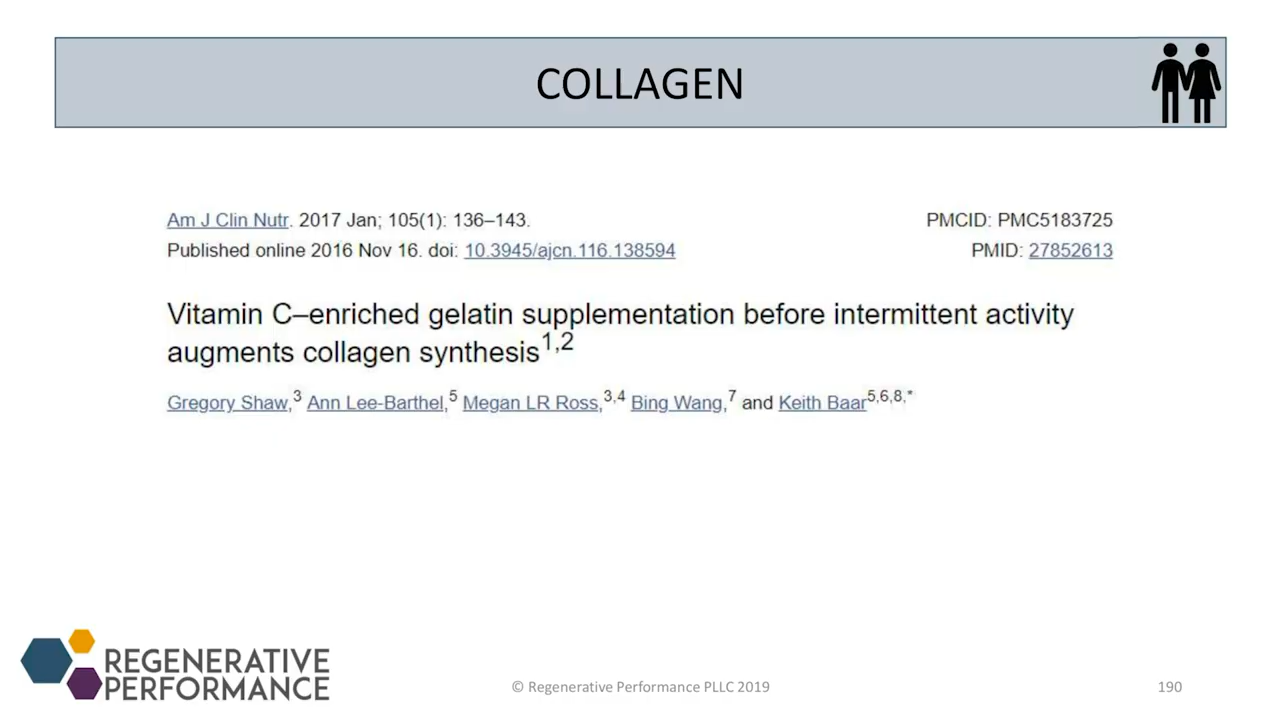 COLLAGEN
Am J Clin Nutr. 2017 Jan; 105(1): 136–143.
PMCID: PMC5183725
Published online 2016 Nov 16. doi: 10.3945/ajcn.116.138594
PMID: 27852613
Vitamin C–enriched gelatin supplementation before intermittent activity
augments collagen synthesis1,2
Gregory Shaw,3 Ann Lee-Barthel,5 Megan LR Ross,3,4 Bing Wang,7 and Keith Baar5,6,8,*
REGENERATIVE
PERFORMANCE
© Regenerative Performance PLLC 2019
190